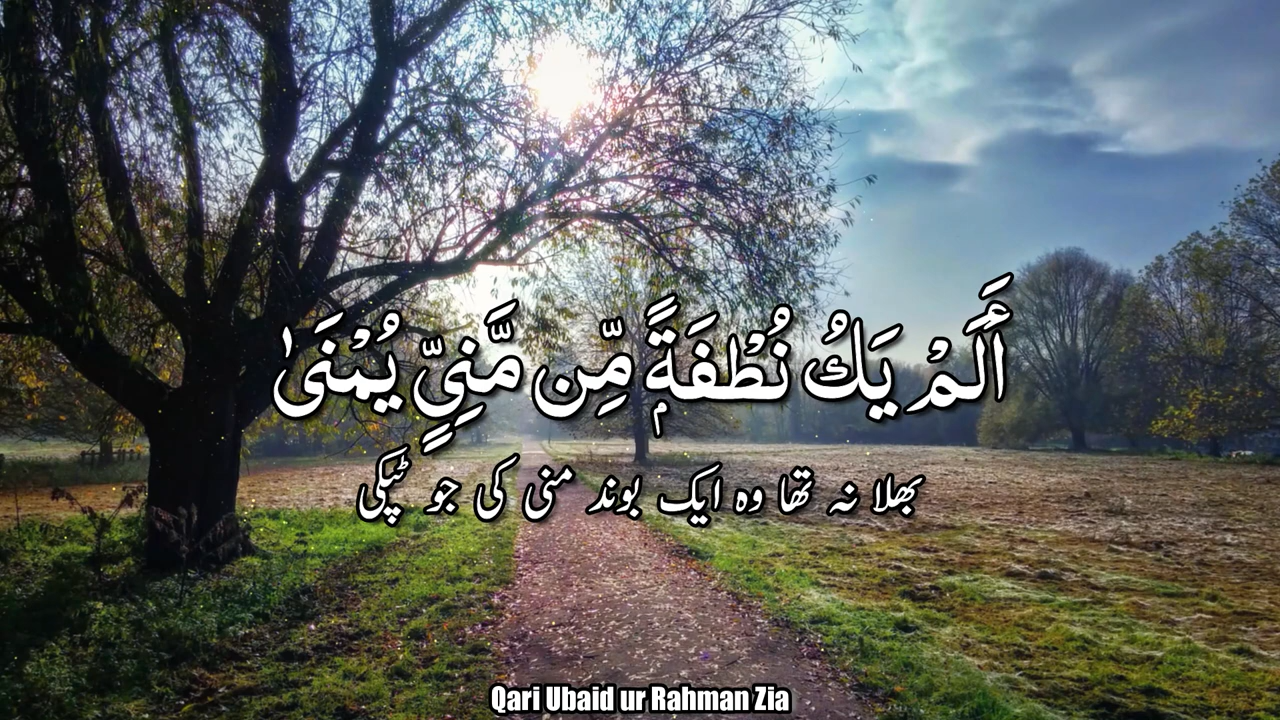 أَلَمْ يَكُ نُطْفَةً مِّن مَّنِيٍّ يُمْنَىٰ
بھلا نہ تھا وہ ایک بوند منی کی جو ٹپکی
Qari Ubaid ur Rahman Zia